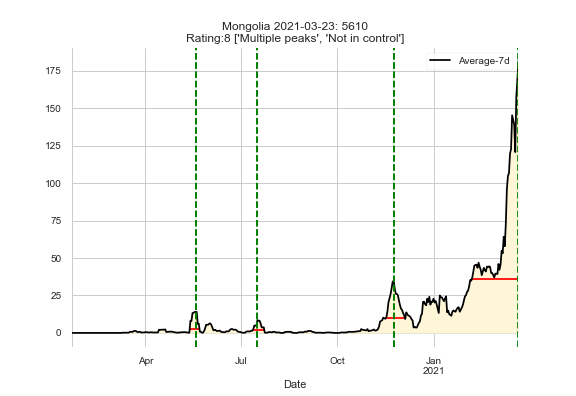 Mongolia 2021-03-23: 5610
Rating:8 ['Multiple peaks', 'Not in control']
Average-7d
175
150
125
100
75
50
25
0
Apr
Jul
Oct
Jan
2021
Date